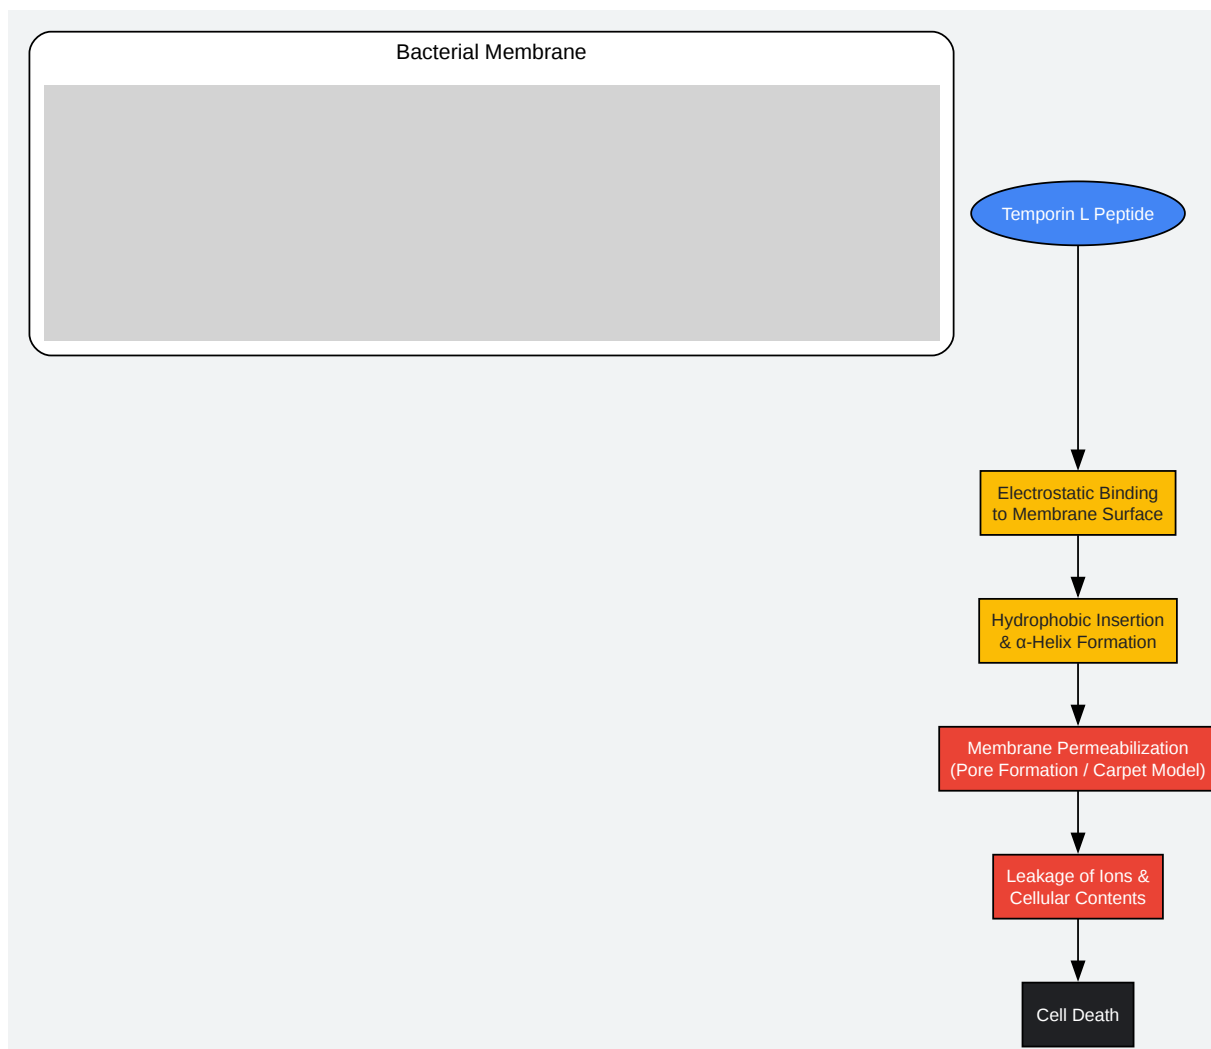 Bacterial Membrane
Temporin L Peptide
Electrostatic Binding
to Membrane Surface
Hydrophobic Insertion
& α-Helix Formation
Membrane Permeabilization
(Pore Formation / Carpet Model)
Leakage of Ions &
Cellular Contents
Cell Death